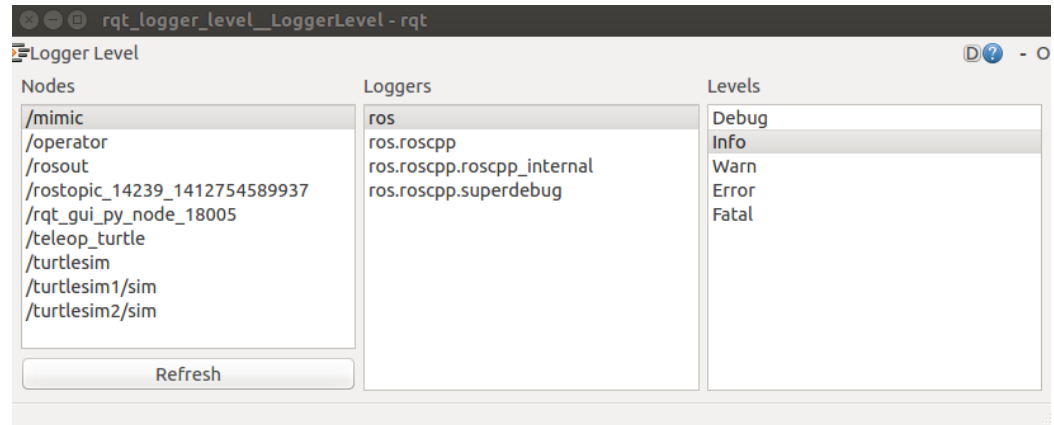 rqt_logger_level__LoggerLevel - rqt
Logger Level
D ? - O
Nodes
/mimic
/operator
/rosout
/rostopic_14239_1412754589937
/rqt_gui_py_node_18005
/teleop_turtle
/turtlesim
/turtlesim1/sim
/turtlesim2/sim
Refresh
Loggers
ros
ros.roscpp
ros.roscpp.roscpp_internal
ros.roscpp.superdebug
Levels
Debug
Info
Warn
Error
Fatal